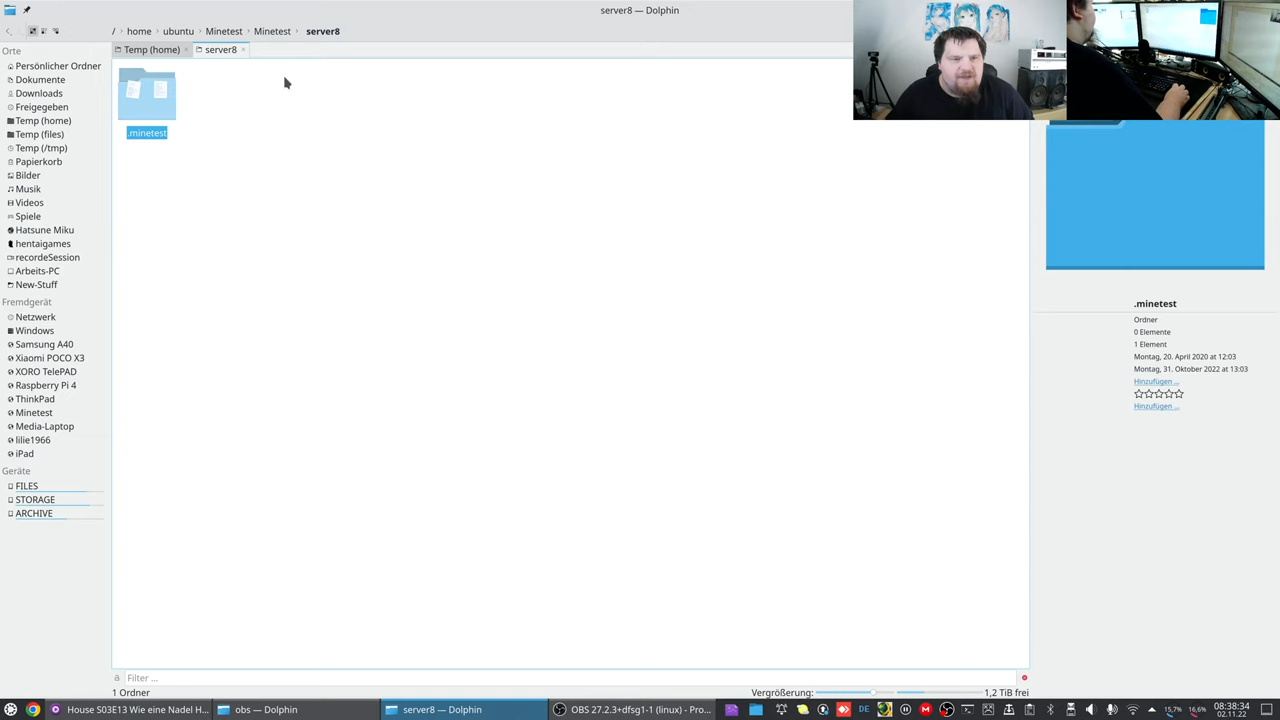 server8 — Dolphin
/ home > ubuntu > Minetest > Minetest > server8
Temp (home) × server8 ×
Orte
Persönlicher Ordner
Dokumente
Downloads
Freigegeben
Temp (home)
Temp (files)
Temp (/tmp)
Papierkorb
Bilder
Musik
Videos
Spiele
Hatsune Miku
hentaigames
recordeSession
Arbeits-PC
New-Stuff
Fremdgerät
Netzwerk
Windows
Samsung A40
Xiaomi POCO X3
XORO TelePAD
Raspberry Pi 4
ThinkPad
Minetest
Media-Laptop
lilie1966
iPad
Geräte
FILES
STORAGE
ARCHIVE
.minetest
.minetest
Ordner
0 Elemente
1 Element
Montag, 20. April 2020 at 12:03
Montag, 31. Oktober 2022 at 13:03
Hinzufügen ...
Hinzufügen ...
Filter ...
1 Ordner
Vergrößerung:
1,2 TiB frei
House S03E13 Wie eine Nadel H...
obs — Dolphin
server8 — Dolphin
OBS 27.2.3+dfsg1-1 (linux) - Pro...
DE
15,7%
16,6%
08:38:34
02.11.22